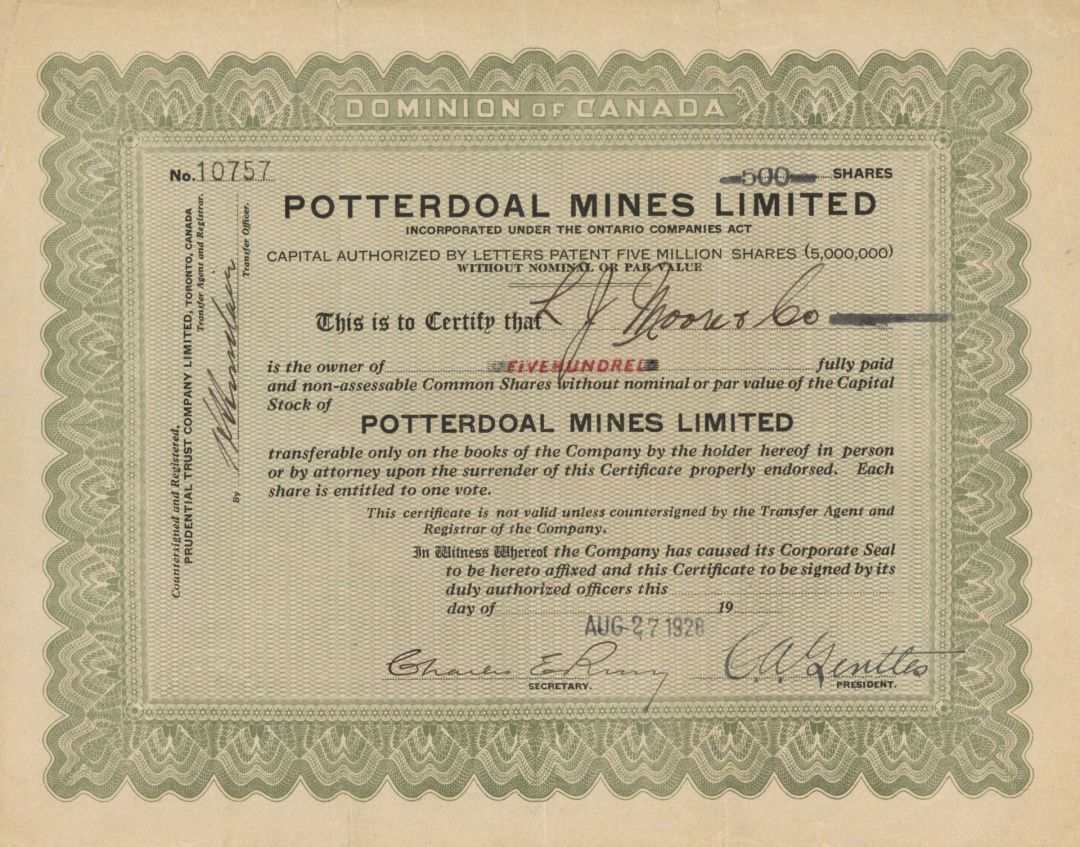 DOMINION OF CANADA
No. 10757
500 SHARES
POTTERDOAL MINES LIMITED
INCORPORATED UNDER THE ONTARIO COMPANIES ACT
CAPITAL AUTHORIZED BY LETTERS PATENT FIVE MILLION SHARES (5,000,000)
WITHOUT NOMINAL OR PAR VALUE
This is to Certify that L J Moore & Co
is the owner of FIVEHUNDRED fully paid
and non-assessable Common Shares without nominal or par value of the Capital
Stock of
POTTERDOAL MINES LIMITED
transferable only on the books of the Company by the holder hereof in person
or by attorney upon the surrender of this Certificate properly endorsed. Each
share is entitled to one vote.
This certificate is not valid unless countersigned by the Transfer Agent and
Registrar of the Company.
In Witness Whereof the Company has caused its Corporate Seal
to be hereto affixed and this Certificate to be signed by its
duly authorized officers this
day of 19
AUG 27 1928
Charles E
SECRETARY.
C.A. Gentles
PRESIDENT.
Countersigned and Registered,
PRUDENTIAL TRUST COMPANY LIMITED, TORONTO, CANADA
Transfer Agent and Registrar.
By
Transfer Officer.